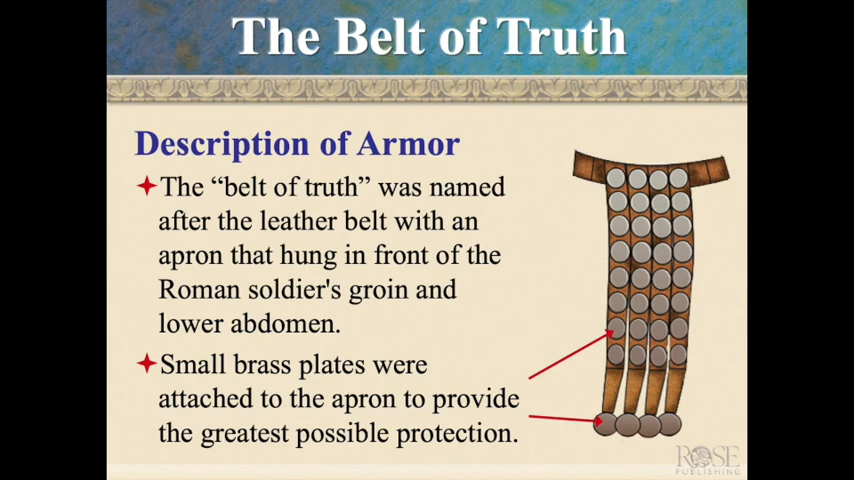 The Belt of Truth
Description of Armor
The “belt of truth” was named
after the leather belt with an
apron that hung in front of the
Roman soldier's groin and
lower abdomen.
Small brass plates were
attached to the apron to provide
the greatest possible protection.
ROSE
PUBLISHING